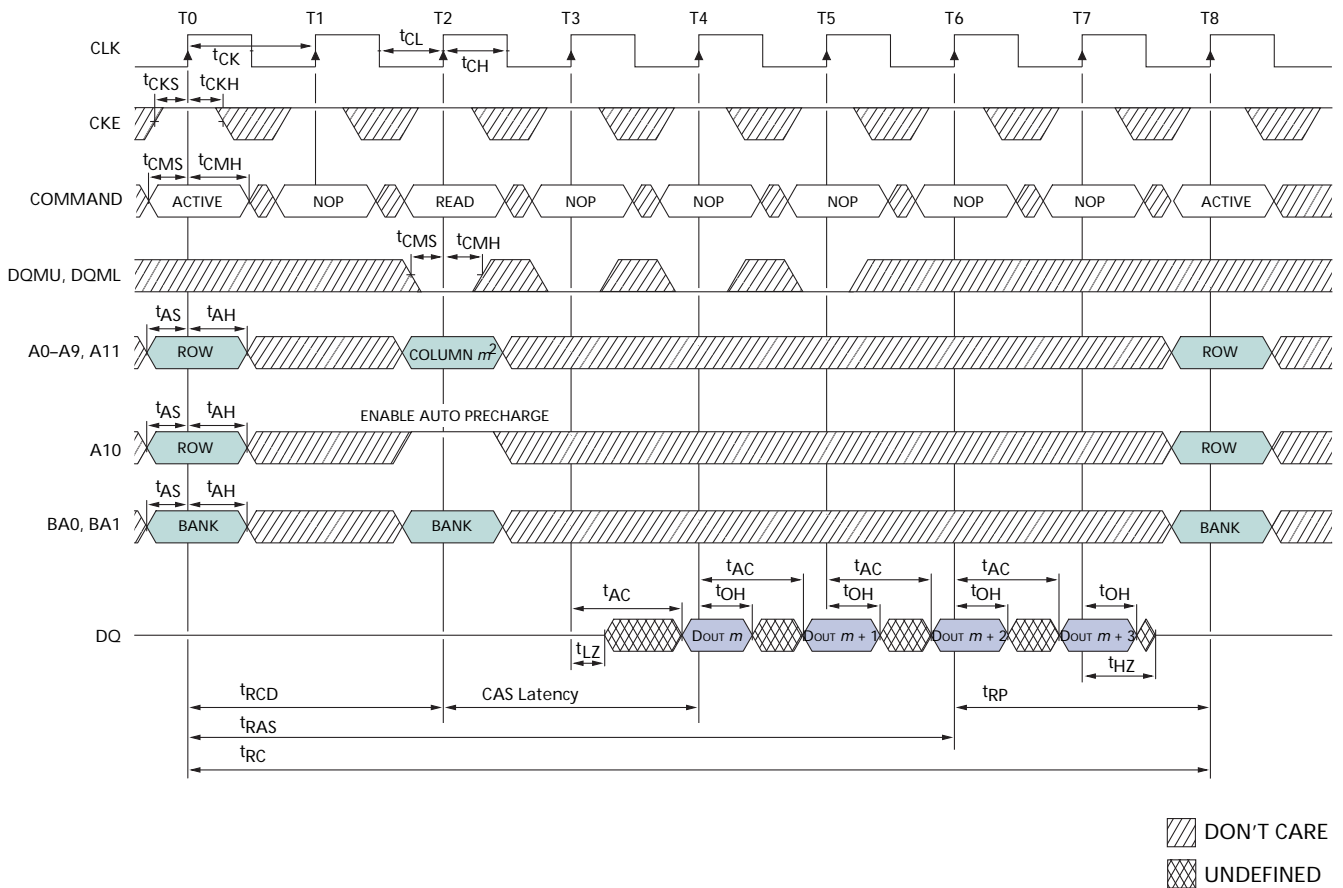 T0 T1 T2 T3 T4 T5 T6 T7 T8
CLK
tCK
tCL
tCH
tCKS tCKH
CKE
tCMS tCMH
COMMAND
ACTIVE NOP READ NOP NOP NOP NOP NOP ACTIVE
tCMS tCMH
DQMU, DQML
tAS tAH
A0–A9, A11
ROW COLUMN m2 ROW
tAS tAH
ENABLE AUTO PRECHARGE
A10
ROW ROW
tAS tAH
BA0, BA1
BANK BANK BANK
tAC tAC tAC tAC
tOH tOH tOH tOH
DQ
DOUT m DOUT m + 1 DOUT m + 2 DOUT m + 3
tLZ
tHZ
tRCD CAS Latency tRP
tRAS
tRC
DON'T CARE
UNDEFINED